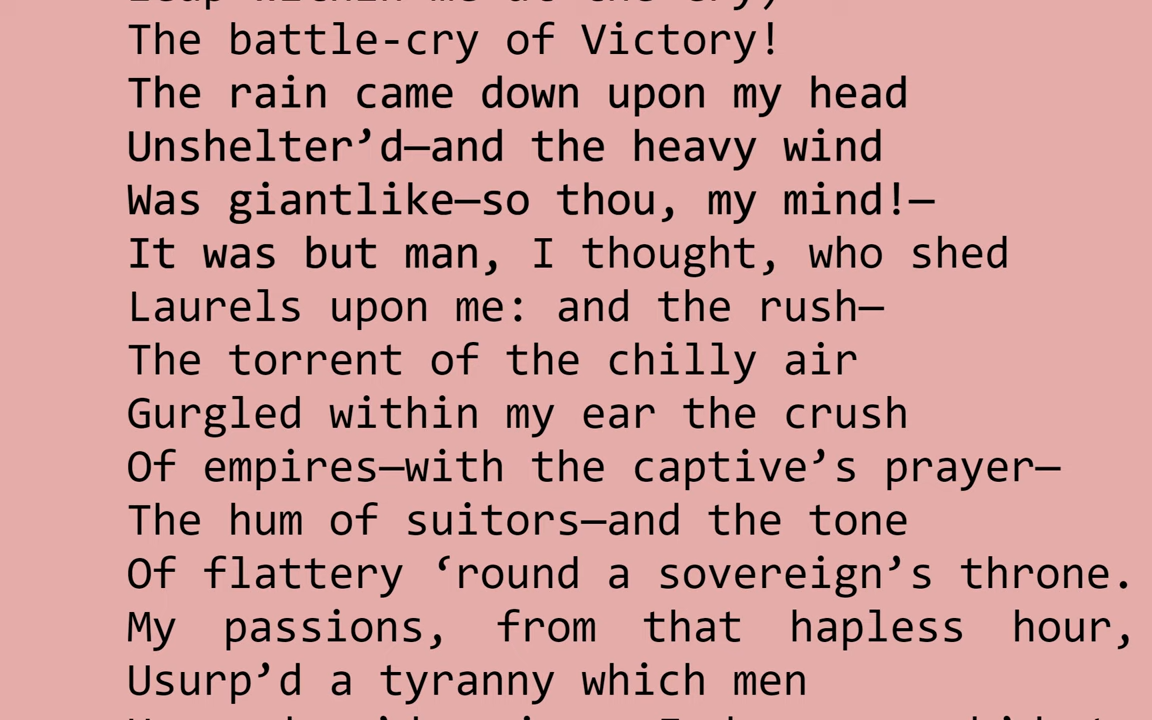 The battle-cry of Victory!
The rain came down upon my head
Unshelter’d—and the heavy wind
Was giantlike—so thou, my mind!—
It was but man, I thought, who shed
Laurels upon me: and the rush—
The torrent of the chilly air
Gurgled within my ear the crush
Of empires—with the captive’s prayer—
The hum of suitors—and the tone
Of flattery ‘round a sovereign’s throne.
My passions, from that hapless hour,
Usurp’d a tyranny which men